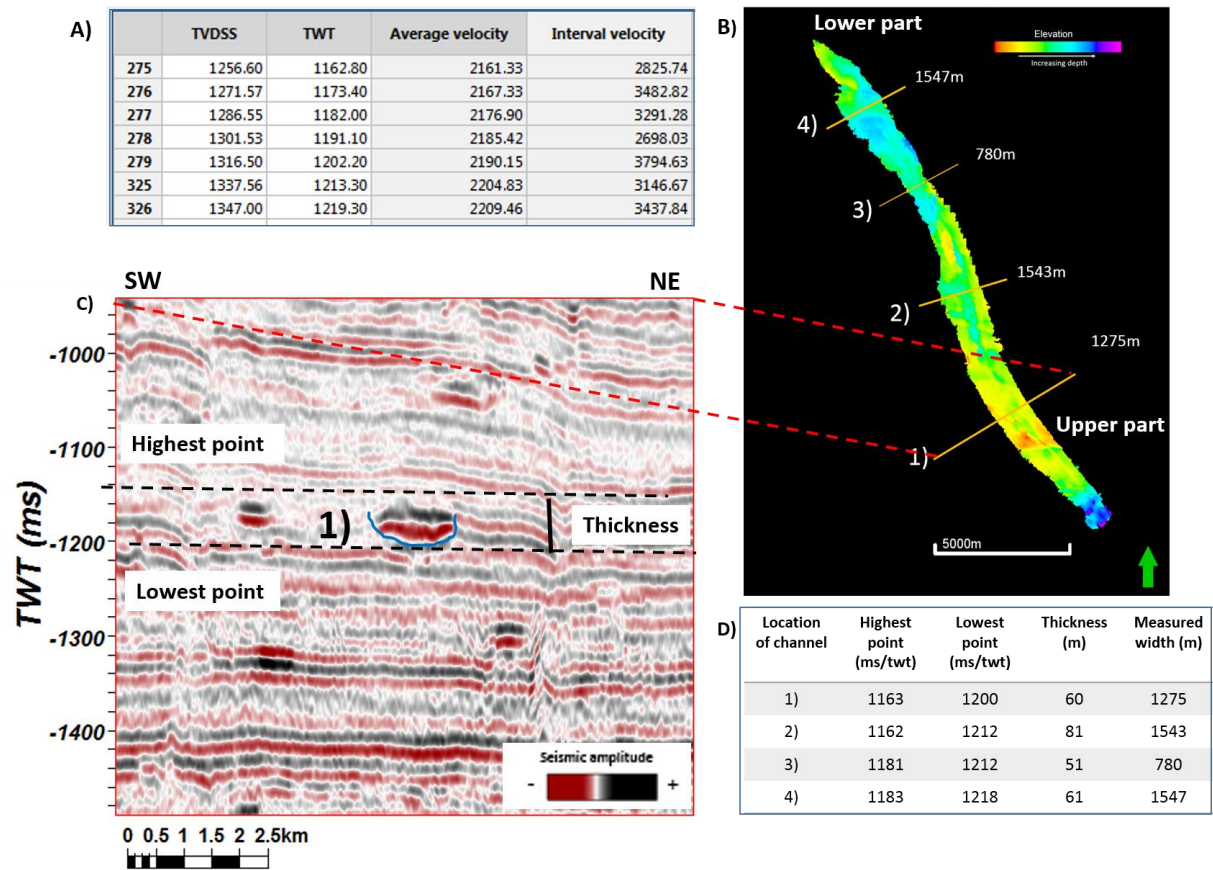 A)
TVDSS TWT Average velocity Interval velocity
275 1256.60 1162.80 2161.33 2825.74
276 1271.57 1173.40 2167.33 3482.82
277 1286.55 1182.00 2176.90 3291.28
278 1301.53 1191.10 2185.42 2698.03
279 1316.50 1202.20 2190.15 3794.63
325 1337.56 1213.30 2204.83 3146.67
326 1347.00 1219.30 2209.46 3437.84
B)
Lower part
Elevation
Increasing depth
1547m
4)
780m
3)
1543m
2)
1275m
Upper part
1)
5000m
C)
SW NE
TWT (ms)
-1000
-1100
-1200
-1300
-1400
Highest point
1)
Thickness
Lowest point
Seismic amplitude
- +
0 0.5 1 1.5 2 2.5km
D)
Location of channel Highest point (ms/twt) Lowest point (ms/twt) Thickness (m) Measured width (m)
1) 1163 1200 60 1275
2) 1162 1212 81 1543
3) 1181 1212 51 780
4) 1183 1218 61 1547